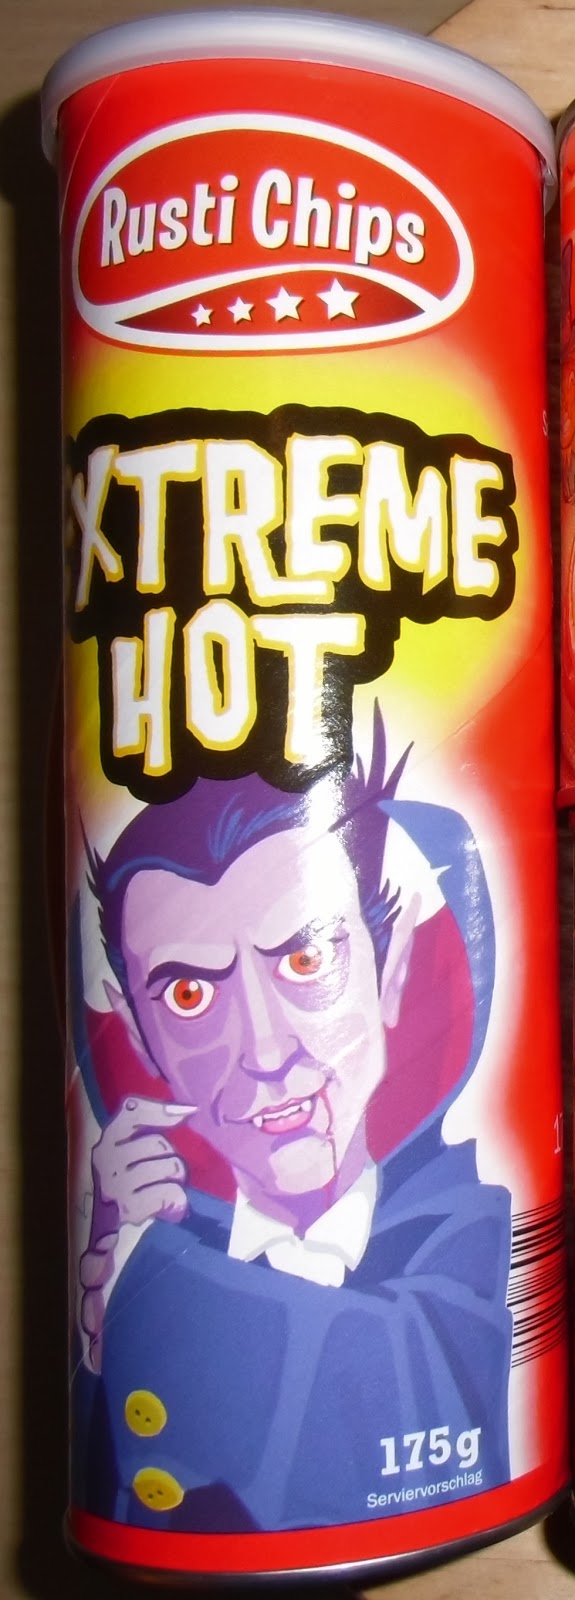 Rusti Chips
XTREME
HOT
175g
Serviervorschlag